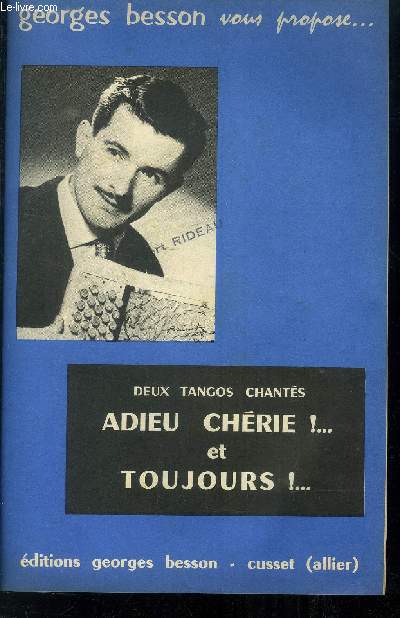 Le-livre.com
georges besson vous propose...
RIDEAU
DEUX TANGOS CHANTÉS
ADIEU CHÉRIE !...
et
TOUJOURS !...
éditions georges besson - cusset (allier)